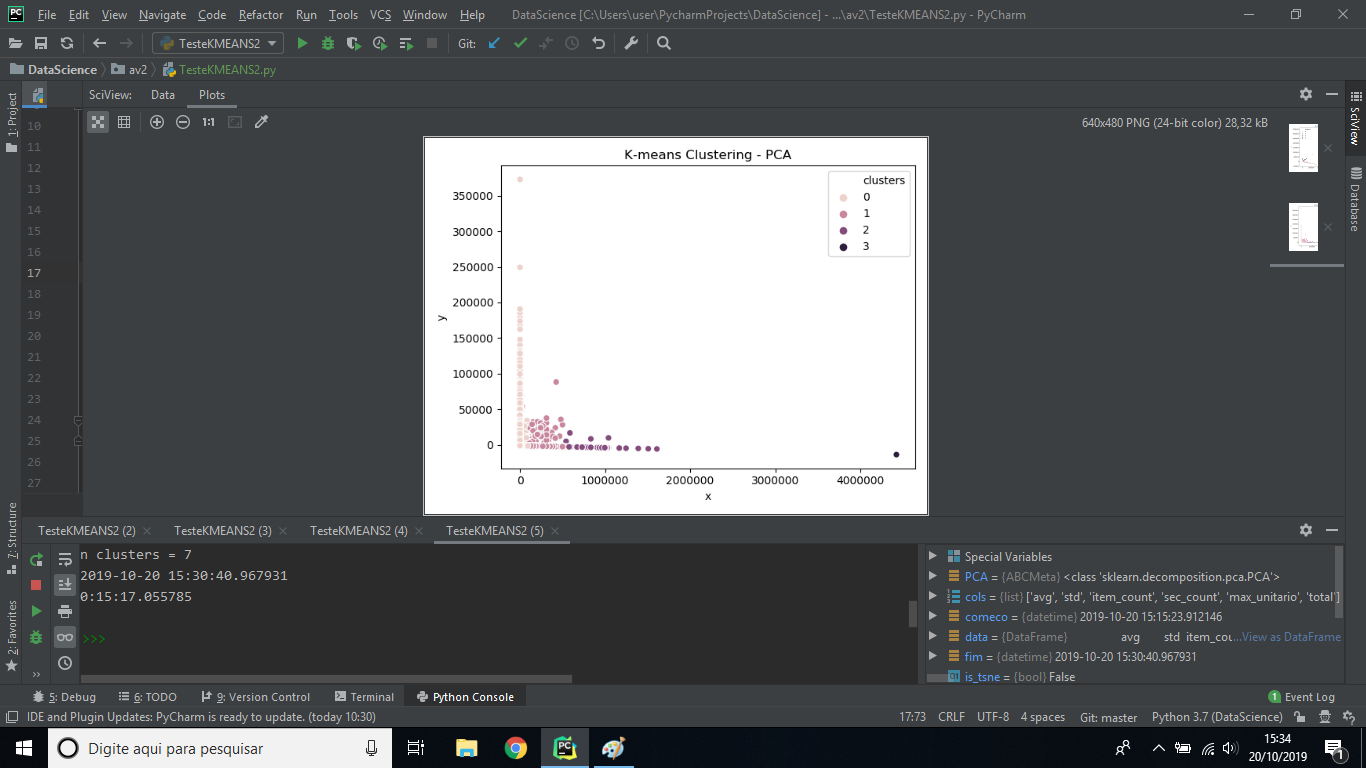 PC File Edit View Navigate Code Refactor Run Tools VCS Window Help DataScience [C:\Users\user\PycharmProjects\DataScience] - ...\av2\TesteKMEANS2.py - PyCharm
TesteKMEANS2 Git:
DataScience av2 TesteKMEANS2.py
SciView: Data Plots
1:1 640x480 PNG (24-bit color) 28,32 kB
1: Project
7: Structure
2: Favorites
10
11
12
13
14
15
16
17
18
19
20
21
22
23
24
25
26
27
K-means Clustering - PCA
clusters
0
1
2
3
y
350000
300000
250000
200000
150000
100000
50000
0
0 1000000 2000000 3000000 4000000
x
SciView
Database
TesteKMEANS2 (2) TesteKMEANS2 (3) TesteKMEANS2 (4) TesteKMEANS2 (5)
n clusters = 7
2019-10-20 15:30:40.967931
0:15:17.055785
>>>
Special Variables
PCA = {ABCMeta} <class 'sklearn.decomposition.pca.PCA'>
cols = {list} ['avg', 'std', 'item_count', 'sec_count', 'max_unitario', 'total']
comeco = {datetime} 2019-10-20 15:15:23.912146
data = {DataFrame} avg std item_cou...View as DataFrame
fim = {datetime} 2019-10-20 15:30:40.967931
is_tsne = {bool} False
5: Debug 6: TODO 9: Version Control Terminal Python Console 1 Event Log
IDE and Plugin Updates: PyCharm is ready to update. (today 10:30) 17:73 CRLF UTF-8 4 spaces Git: master Python 3.7 (DataScience)
Digite aqui para pesquisar PC 15:34
20/10/2019 1